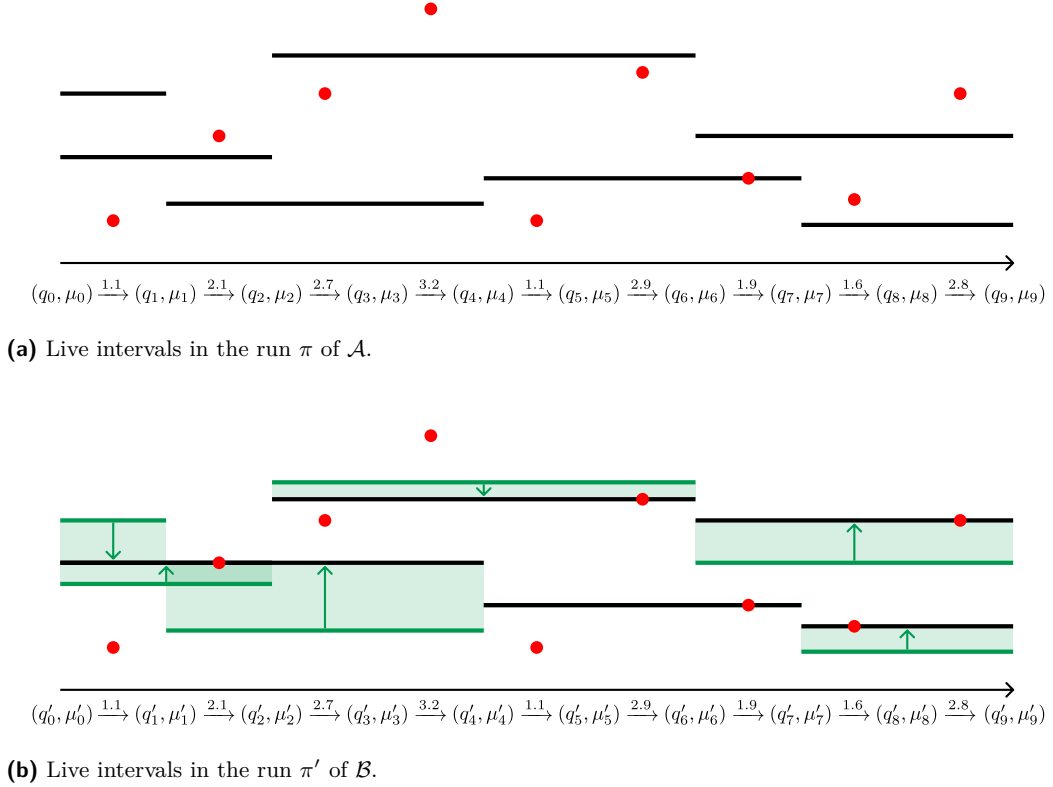 (q₀, μ₀) —1.1→ (q₁, μ₁) —2.1→ (q₂, μ₂) —2.7→ (q₃, μ₃) —3.2→ (q₄, μ₄) —1.1→ (q₅, μ₅) —2.9→ (q₆, μ₆) —1.9→ (q₇, μ₇) —1.6→ (q₈, μ₈) —2.8→ (q₉, μ₉)
(a) Live intervals in the run π of 𝒜.
(q′₀, μ′₀) —1.1→ (q′₁, μ′₁) —2.1→ (q′₂, μ′₂) —2.7→ (q′₃, μ′₃) —3.2→ (q′₄, μ′₄) —1.1→ (q′₅, μ′₅) —2.9→ (q′₆, μ′₆) —1.9→ (q′₇, μ′₇) —1.6→ (q′₈, μ′₈) —2.8→ (q′₉, μ′₉)
(b) Live intervals in the run π′ of ℬ.